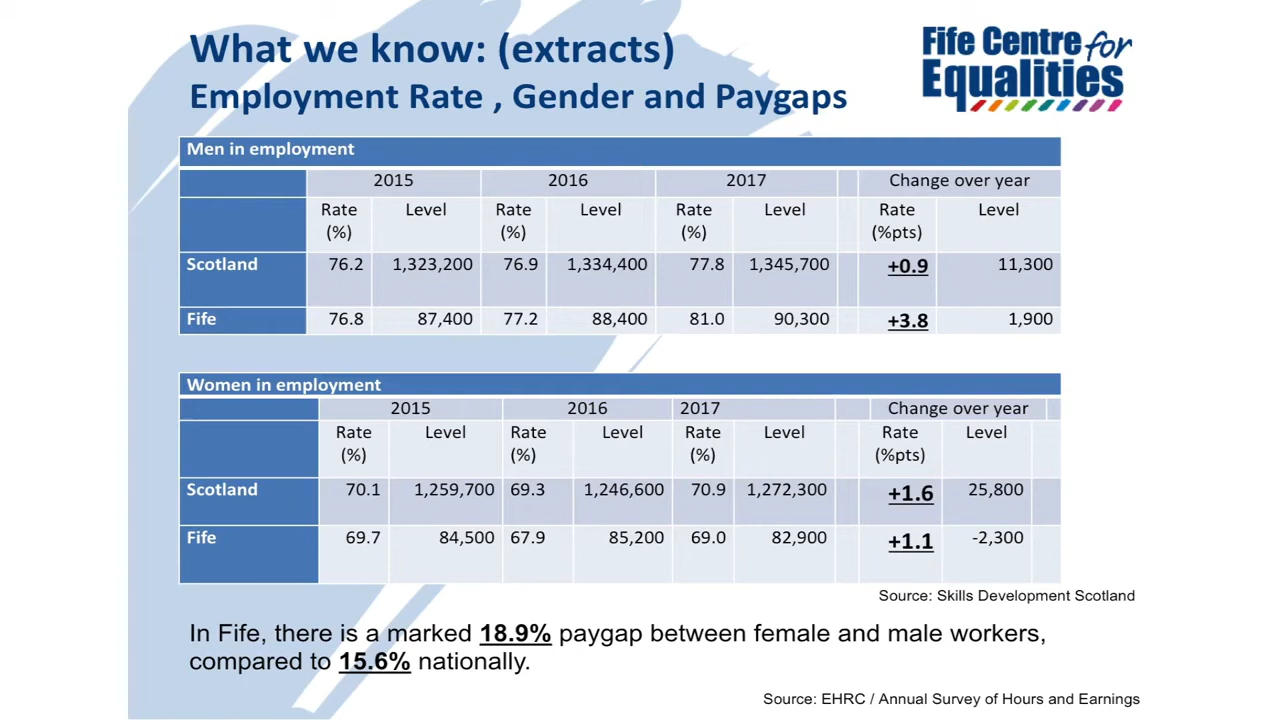 What we know: (extracts)
Employment Rate , Gender and Paygaps
Fife Centre for
Equalities
Men in employment
2015 2016 2017 Change over year
Rate (%) Level Rate (%) Level Rate (%) Level Rate (%pts) Level
Scotland 76.2 1,323,200 76.9 1,334,400 77.8 1,345,700 +0.9 11,300
Fife 76.8 87,400 77.2 88,400 81.0 90,300 +3.8 1,900
Women in employment
2015 2016 2017 Change over year
Rate (%) Level Rate (%) Level Rate (%) Level Rate (%pts) Level
Scotland 70.1 1,259,700 69.3 1,246,600 70.9 1,272,300 +1.6 25,800
Fife 69.7 84,500 67.9 85,200 69.0 82,900 +1.1 -2,300
Source: Skills Development Scotland
In Fife, there is a marked 18.9% paygap between female and male workers,
compared to 15.6% nationally.
Source: EHRC / Annual Survey of Hours and Earnings